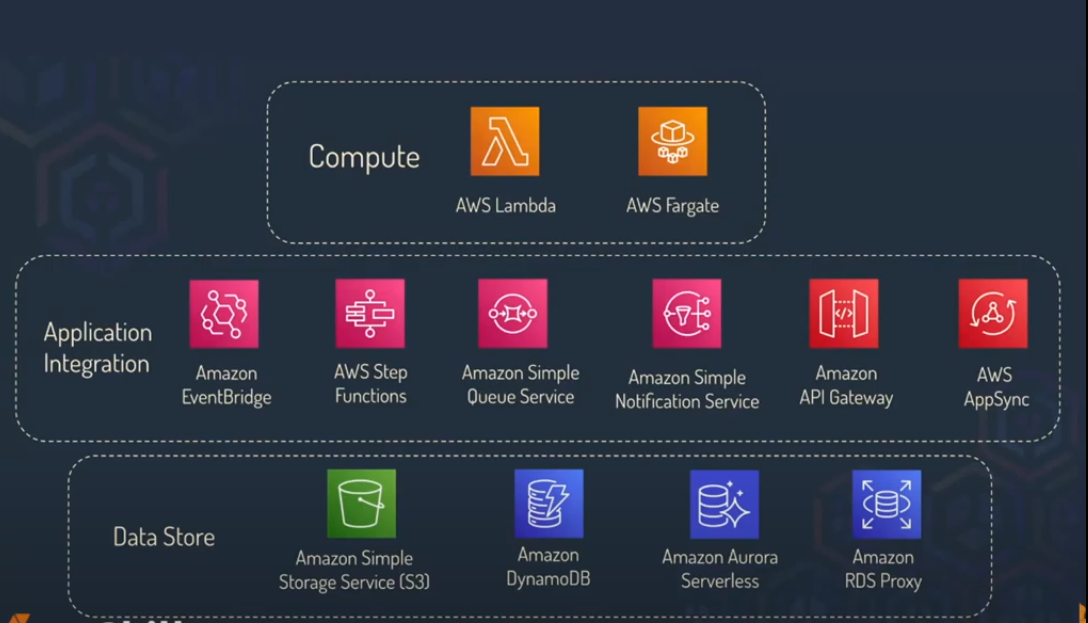 Compute
AWS Lambda
AWS Fargate
Application
Integration
Amazon
EventBridge
AWS Step
Functions
Amazon Simple
Queue Service
Amazon Simple
Notification Service
Amazon
API Gateway
AWS
AppSync
Data Store
Amazon Simple
Storage Service (S3)
Amazon
DynamoDB
Amazon Aurora
Serverless
Amazon
RDS Proxy